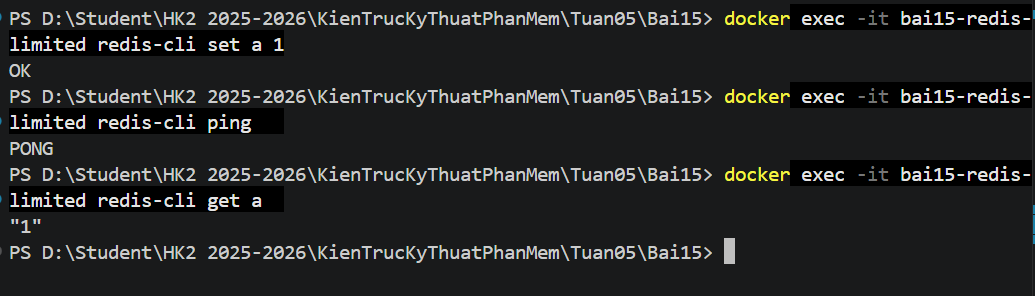 PS D:\Student\HK2 2025-2026\KienTrucKyThuatPhanMem\Tuan05\Bai15> docker exec -it bai15-redis-
limited redis-cli set a 1
OK
PS D:\Student\HK2 2025-2026\KienTrucKyThuatPhanMem\Tuan05\Bai15> docker exec -it bai15-redis-
limited redis-cli ping
PONG
PS D:\Student\HK2 2025-2026\KienTrucKyThuatPhanMem\Tuan05\Bai15> docker exec -it bai15-redis-
limited redis-cli get a
"1"
PS D:\Student\HK2 2025-2026\KienTrucKyThuatPhanMem\Tuan05\Bai15>